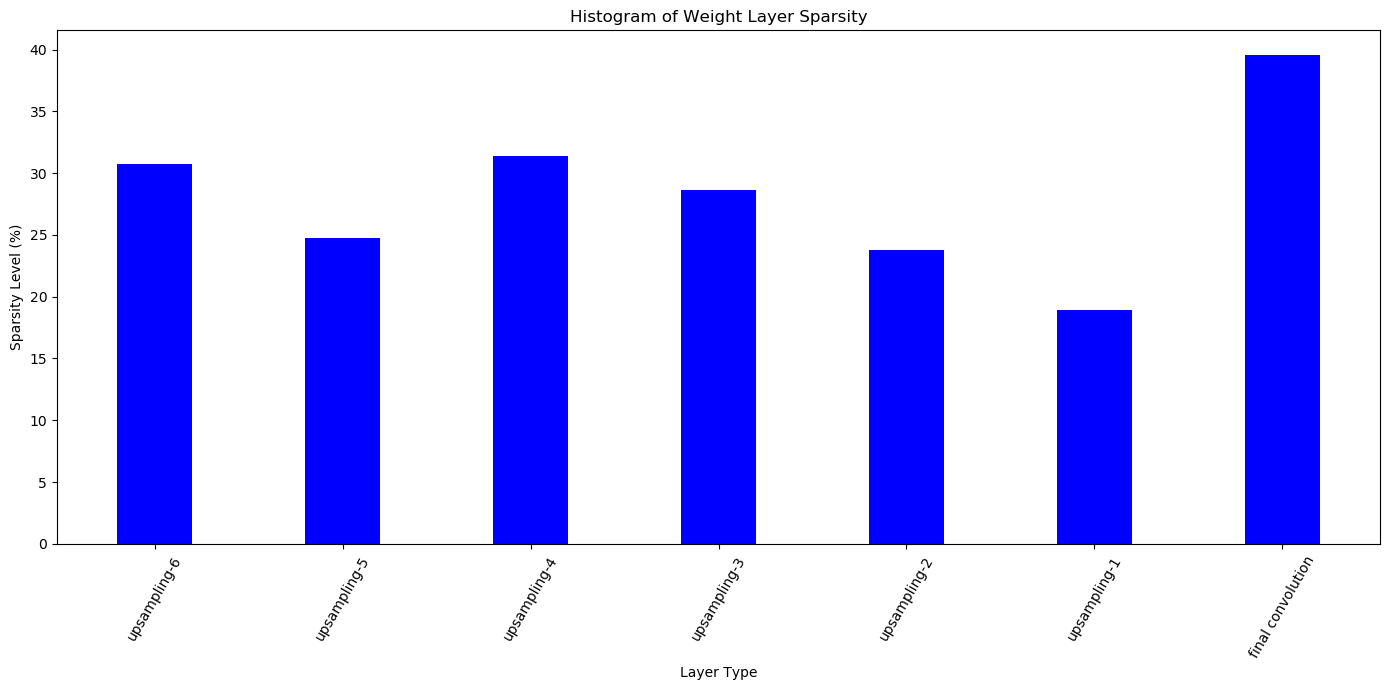 Histogram of Weight Layer Sparsity
Sparsity Level (%)
40
35
30
25
20
15
10
5
0
upsampling-6
upsampling-5
upsampling-4
upsampling-3
upsampling-2
upsampling-1
final convolution
Layer Type